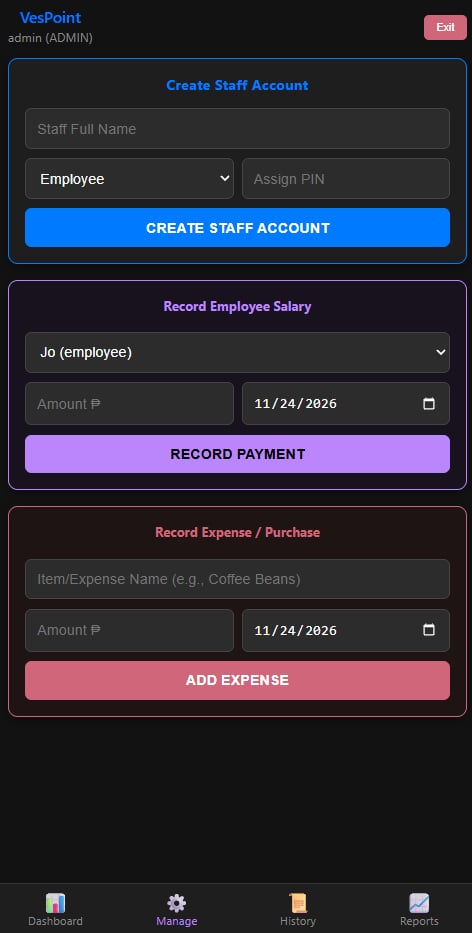 VesPoint
admin (ADMIN)
Exit
Create Staff Account
Staff Full Name
Employee
Assign PIN
CREATE STAFF ACCOUNT
Record Employee Salary
Jo (employee)
Amount ₱
11/24/2026
RECORD PAYMENT
Record Expense / Purchase
Item/Expense Name (e.g., Coffee Beans)
Amount ₱
11/24/2026
ADD EXPENSE
Dashboard
Manage
History
Reports